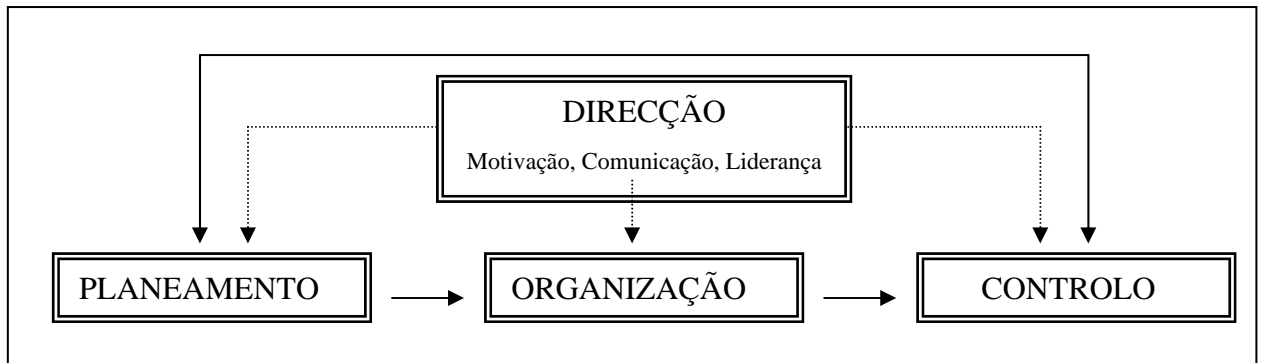 DIRECÇÃO
Motivação, Comunicação, Liderança
PLANEAMENTO
ORGANIZAÇÃO
CONTROLO